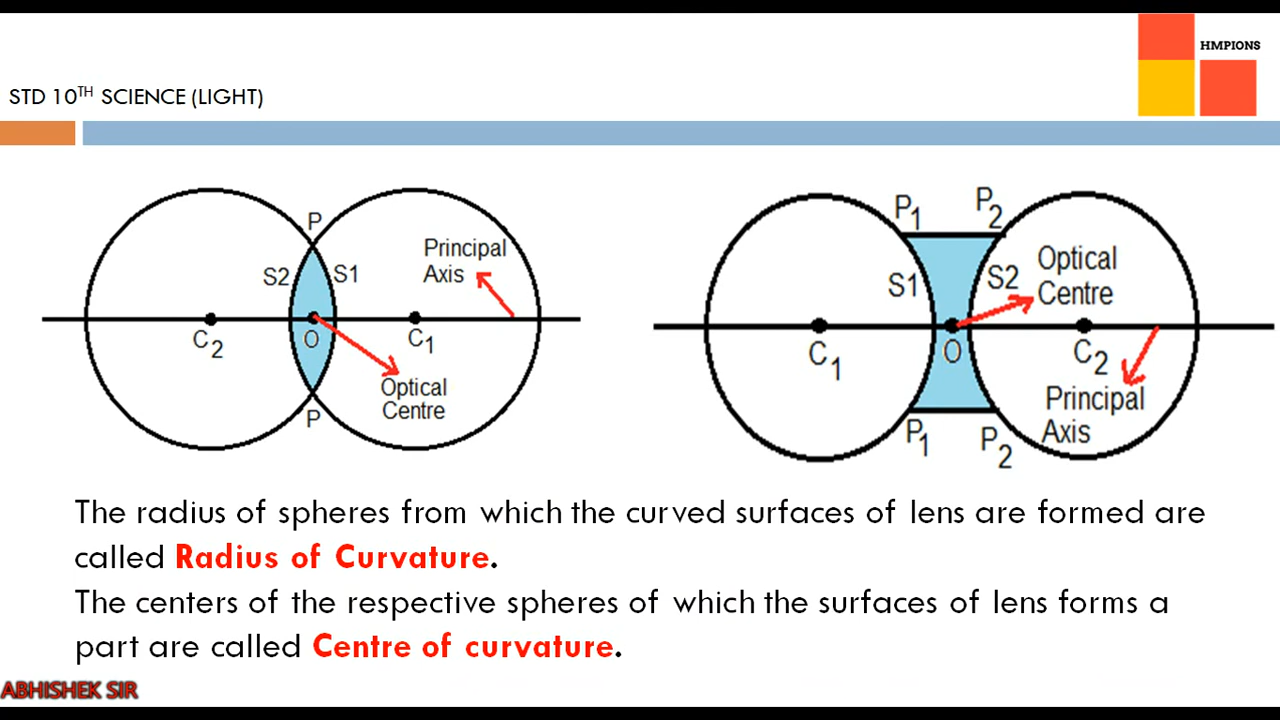 HMPIONS
STD 10TH SCIENCE (LIGHT)
P
S2
S1
Principal
Axis
C2
O
C1
Optical
Centre
P
P1
P2
S1
S2
Optical
Centre
C1
O
C2
Principal
Axis
P1
P2
The radius of spheres from which the curved surfaces of lens are formed are
called Radius of Curvature.
The centers of the respective spheres of which the surfaces of lens forms a
part are called Centre of curvature.
ABHISHEK SIR